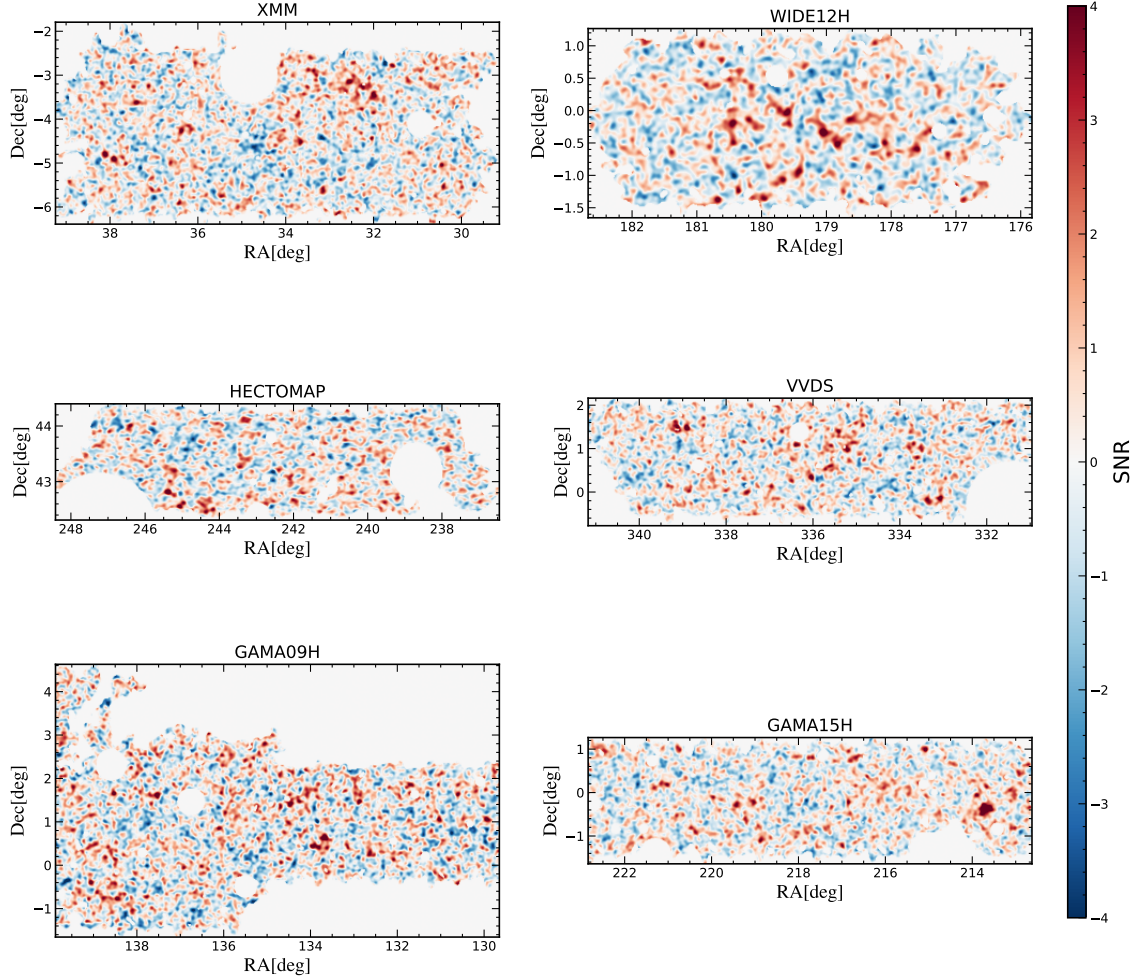 XMM
−2
−3
−4
−5
−6
Dec[deg]
38 36 34 32 30
RA[deg]
WIDE12H
1.0
0.5
0.0
−0.5
−1.0
−1.5
Dec[deg]
182 181 180 179 178 177 176
RA[deg]
HECTOMAP
44
43
Dec[deg]
248 246 244 242 240 238
RA[deg]
VVDS
2
1
0
Dec[deg]
340 338 336 334 332
RA[deg]
GAMA09H
4
3
2
1
0
−1
Dec[deg]
138 136 134 132 130
RA[deg]
GAMA15H
1
0
−1
Dec[deg]
222 220 218 216 214
RA[deg]
4
3
2
1
0
−1
−2
−3
−4
SNR